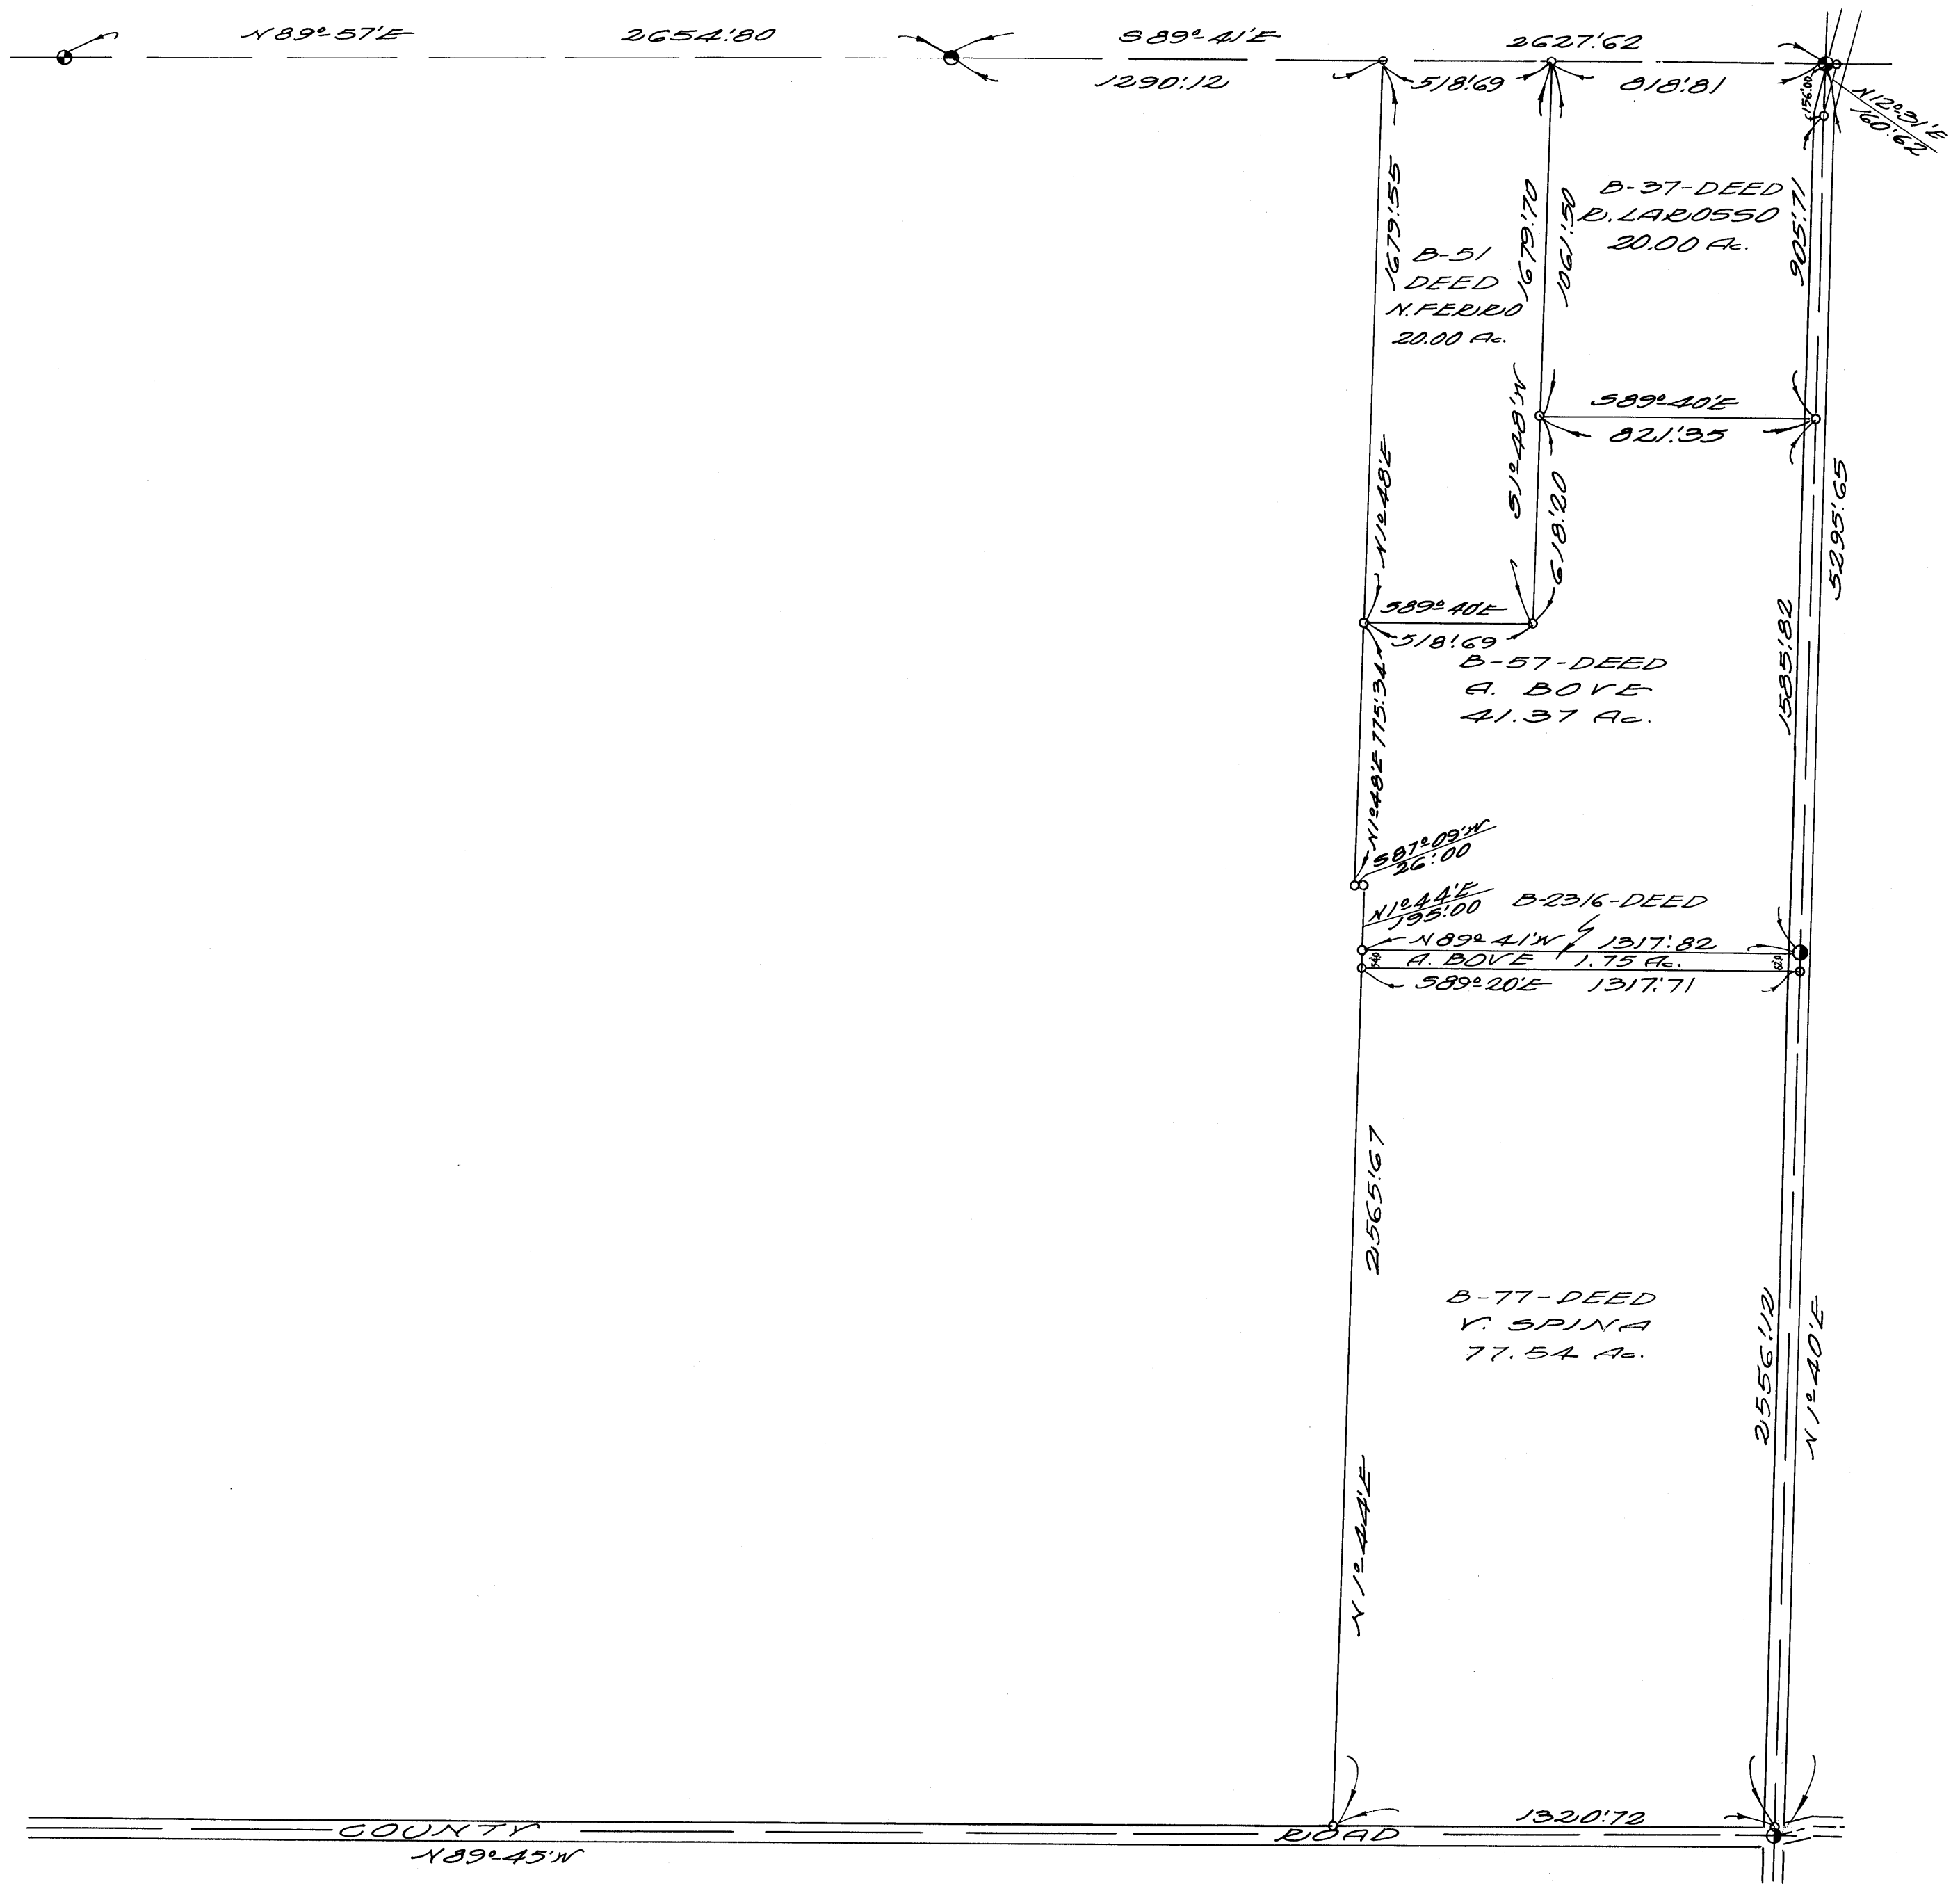 N89°-57'E 2654'.80 S89°-41'E 2627'.62
1290'.12 518'.69 818'.81
156'.00
N12°-31'E
160'.62
1679'.55
1679'.70
1061'.50
905'.71
B-37-DEED
R. LAROSSO
20.00 Ac.
B-51
DEED
N. FERRO
20.00 Ac.
S89°-40'E
821'.35
S1°-48'W
N1°-48'E
618'.20
5295'.65
S89°-40'E
518'.69
1585'.82
B-57-DEED
A. BOVE
41.37 Ac.
N1°48'E 775'.34
S87°-09'W
26'.00
N1°-44'E
195'.00
B-2316-DEED
N89°41'W 1317'.82
A. BOVE 1.75 Ac.
S89°-20'E 1317'.71
2565'.67
B-77-DEED
V. SPINA
77.54 Ac.
2556'.12
N1°-40'E
N1°-44'E
1320'.72
COUNTY ROAD
N89°-45'W